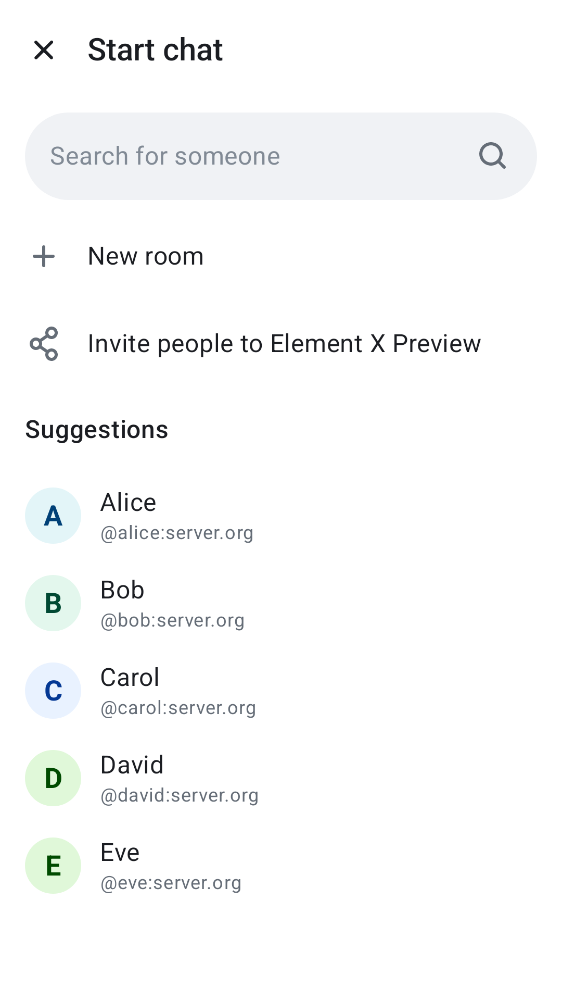 Start chat
Search for someone
New room
Invite people to Element X Preview
Suggestions
A
Alice
@alice:server.org
B
Bob
@bob:server.org
C
Carol
@carol:server.org
D
David
@david:server.org
E
Eve
@eve:server.org